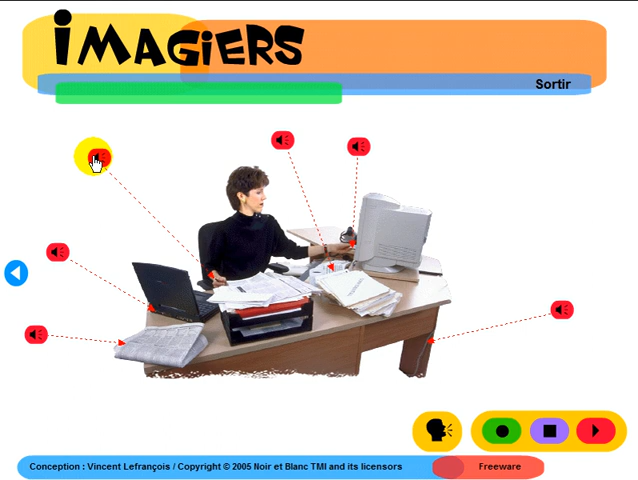 iMAGiERS
Sortir
Conception : Vincent Lefrançois / Copyright © 2005 Noir et Blanc TMI and its licensors
Freeware